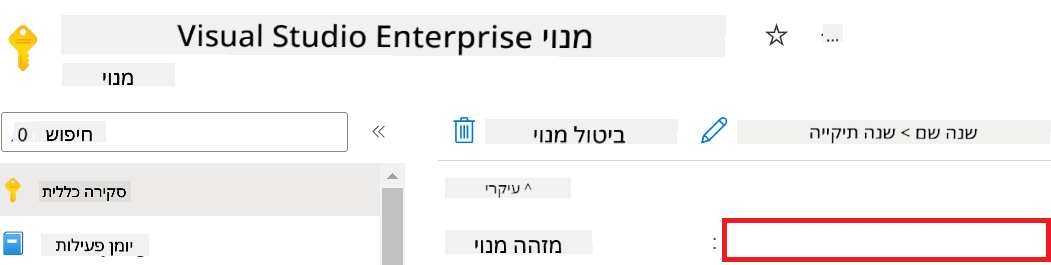 מנוי Visual Studio Enterprise
...
מנוי
חיפוש
ביטול מנוי
שנה שם > שנה תיקייה
סקירה כללית
^ עיקרי
יומן פעילות
מזהה מנוי :